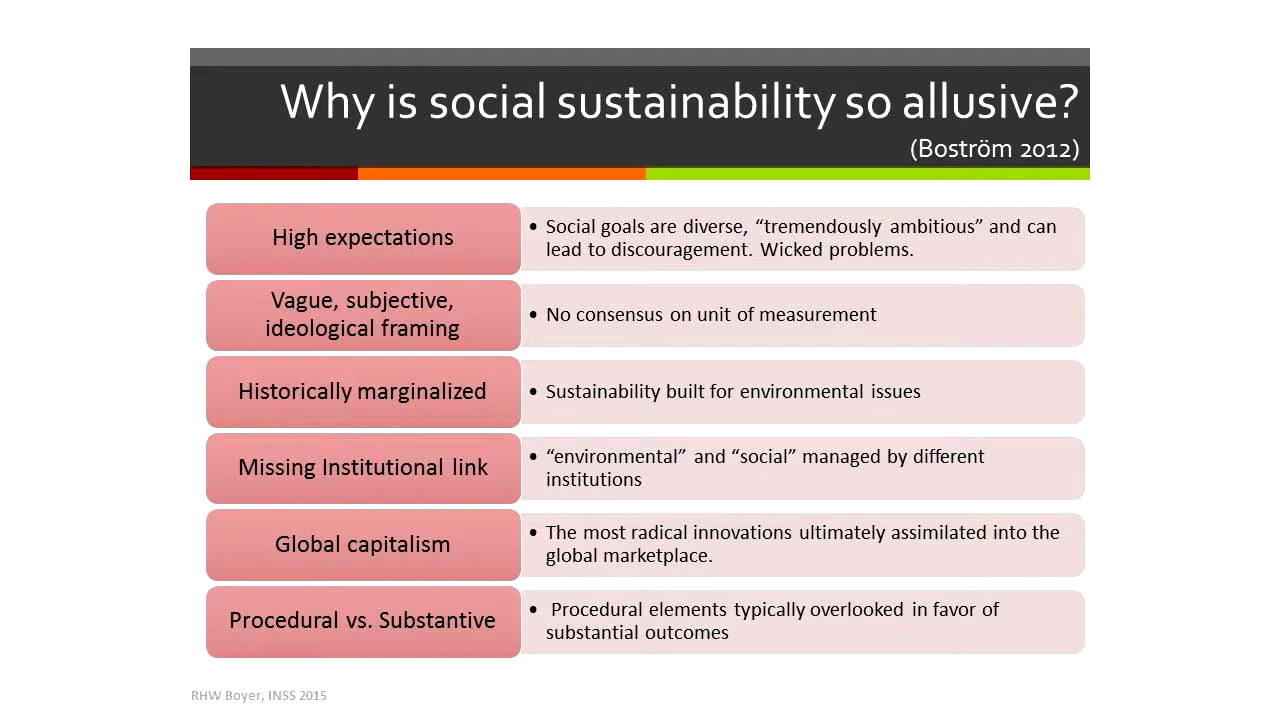 Why is social sustainability so allusive?
(Boström 2012)
High expectations
• Social goals are diverse, “tremendously ambitious” and can
lead to discouragement. Wicked problems.
Vague, subjective,
ideological framing
• No consensus on unit of measurement
Historically marginalized
• Sustainability built for environmental issues
Missing Institutional link
• “environmental” and “social” managed by different
institutions
Global capitalism
• The most radical innovations ultimately assimilated into the
global marketplace.
Procedural vs. Substantive
• Procedural elements typically overlooked in favor of
substantial outcomes
RHW Boyer, INSS 2015